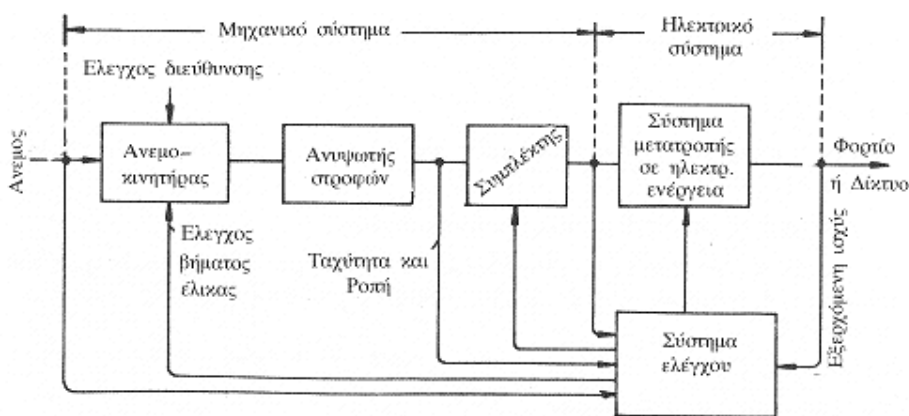 Μηχανικό σύστημα
Ηλεκτρικό
σύστημα
Ελεγχος διεύθυνσης
Ανεμος
Ανεμο-
κινητήρας
Ανυψωτής
στροφών
Συμπλέκτης
Σύστημα
μετατροπής
σε ηλεκτρ.
ενέργεια
Φορτίο
ή Δίκτυο
Ελεγχος
βήματος
έλικας
Ταχύτητα και
Ροπή
Εξερχόμενη ισχύς
Σύστημα
ελέγχου